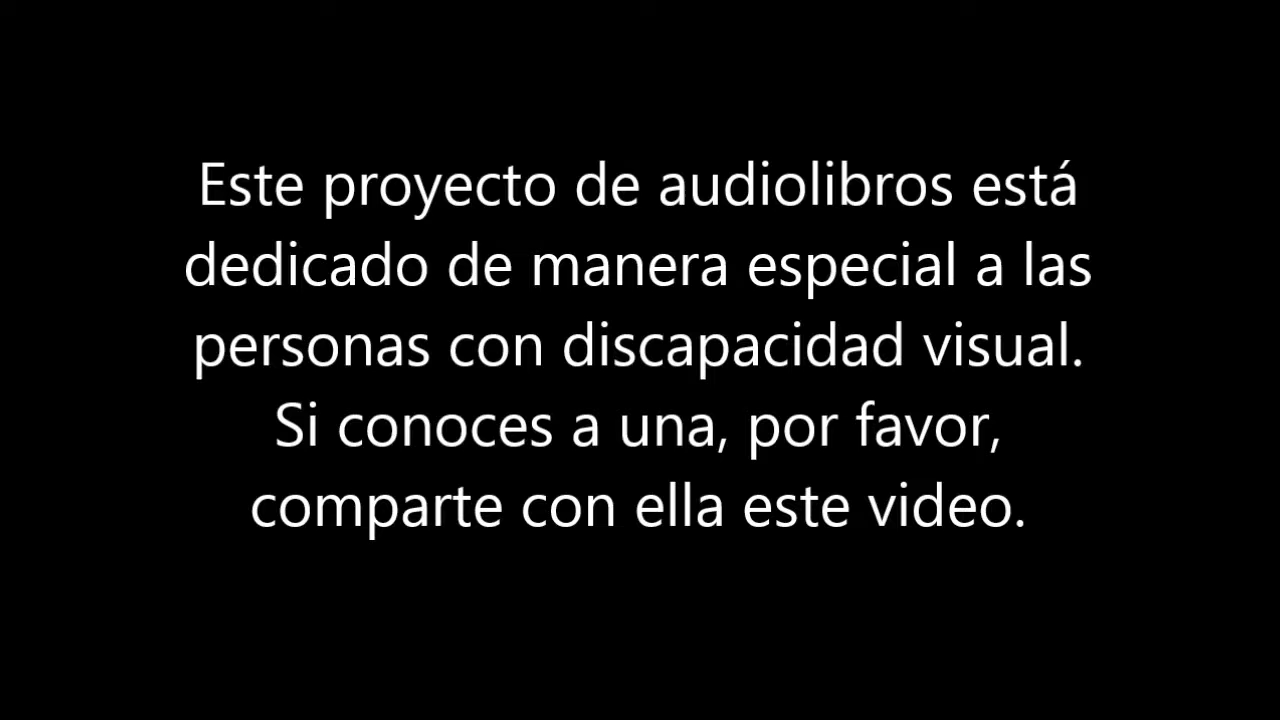 Este proyecto de audiolibros está
dedicado de manera especial a las
personas con discapacidad visual.
Si conoces a una, por favor,
comparte con ella este video.